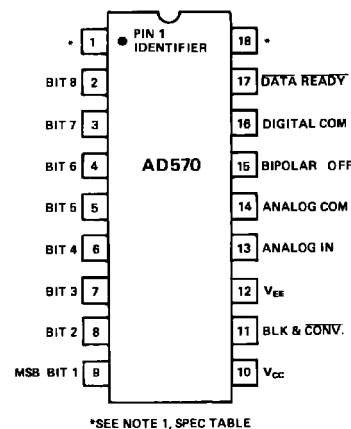 * 1 PIN 1 IDENTIFIER 18 *
BIT 8 2 17 DATA READY
BIT 7 3 16 DIGITAL COM
BIT 6 4 AD570 15 BIPOLAR OFF
BIT 5 5 14 ANALOG COM
BIT 4 6 13 ANALOG IN
BIT 3 7 12 VEE
BIT 2 8 11 BLK & CONV.
MSB BIT 1 9 10 VCC
*SEE NOTE 1, SPEC TABLE